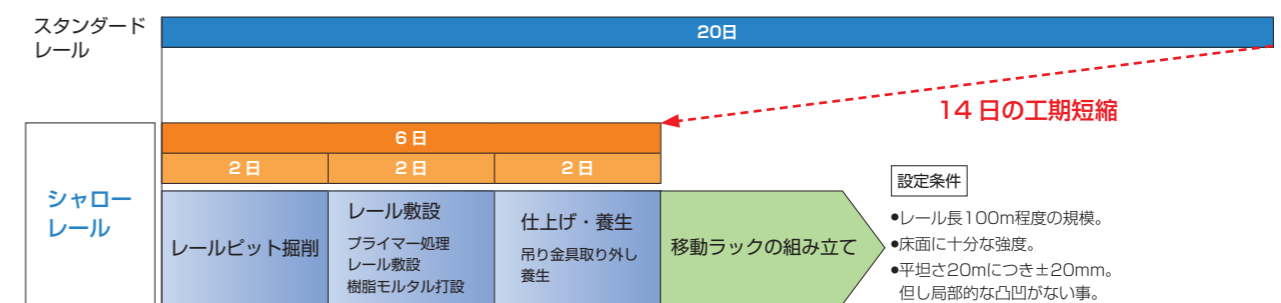 スタンダード
レール
20日
14日の工期短縮
シャロー
レール
6日
2日
2日
2日
レールピット掘削
レール敷設
プライマー処理
レール敷設
樹脂モルタル打設
仕上げ・養生
吊り金具取り外し
養生
移動ラックの組み立て
設定条件
●レール長100m程度の規模。
●床面に十分な強度。
●平坦さ20mにつき±20mm。
但し局部的な凸凹がない事。